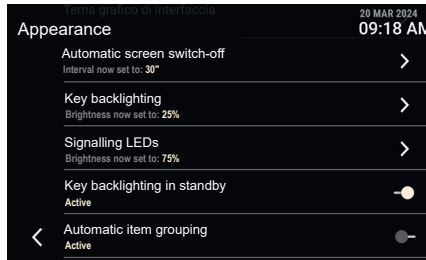 Tema grafico di interfaccia
20 MAR 2024
Appearance
09:18 AM
Automatic screen switch-off
Interval now set to: 30"
Key backlighting
Brightness now set to: 25%
Signalling LEDs
Brightness now set to: 75%
Key backlighting in standby
Active
Automatic item grouping
Active